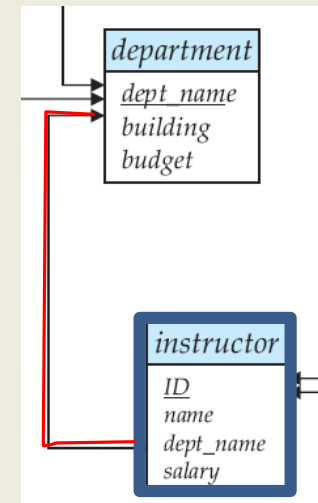 department
dept_name
building
budget
instructor
ID
name
dept_name
salary